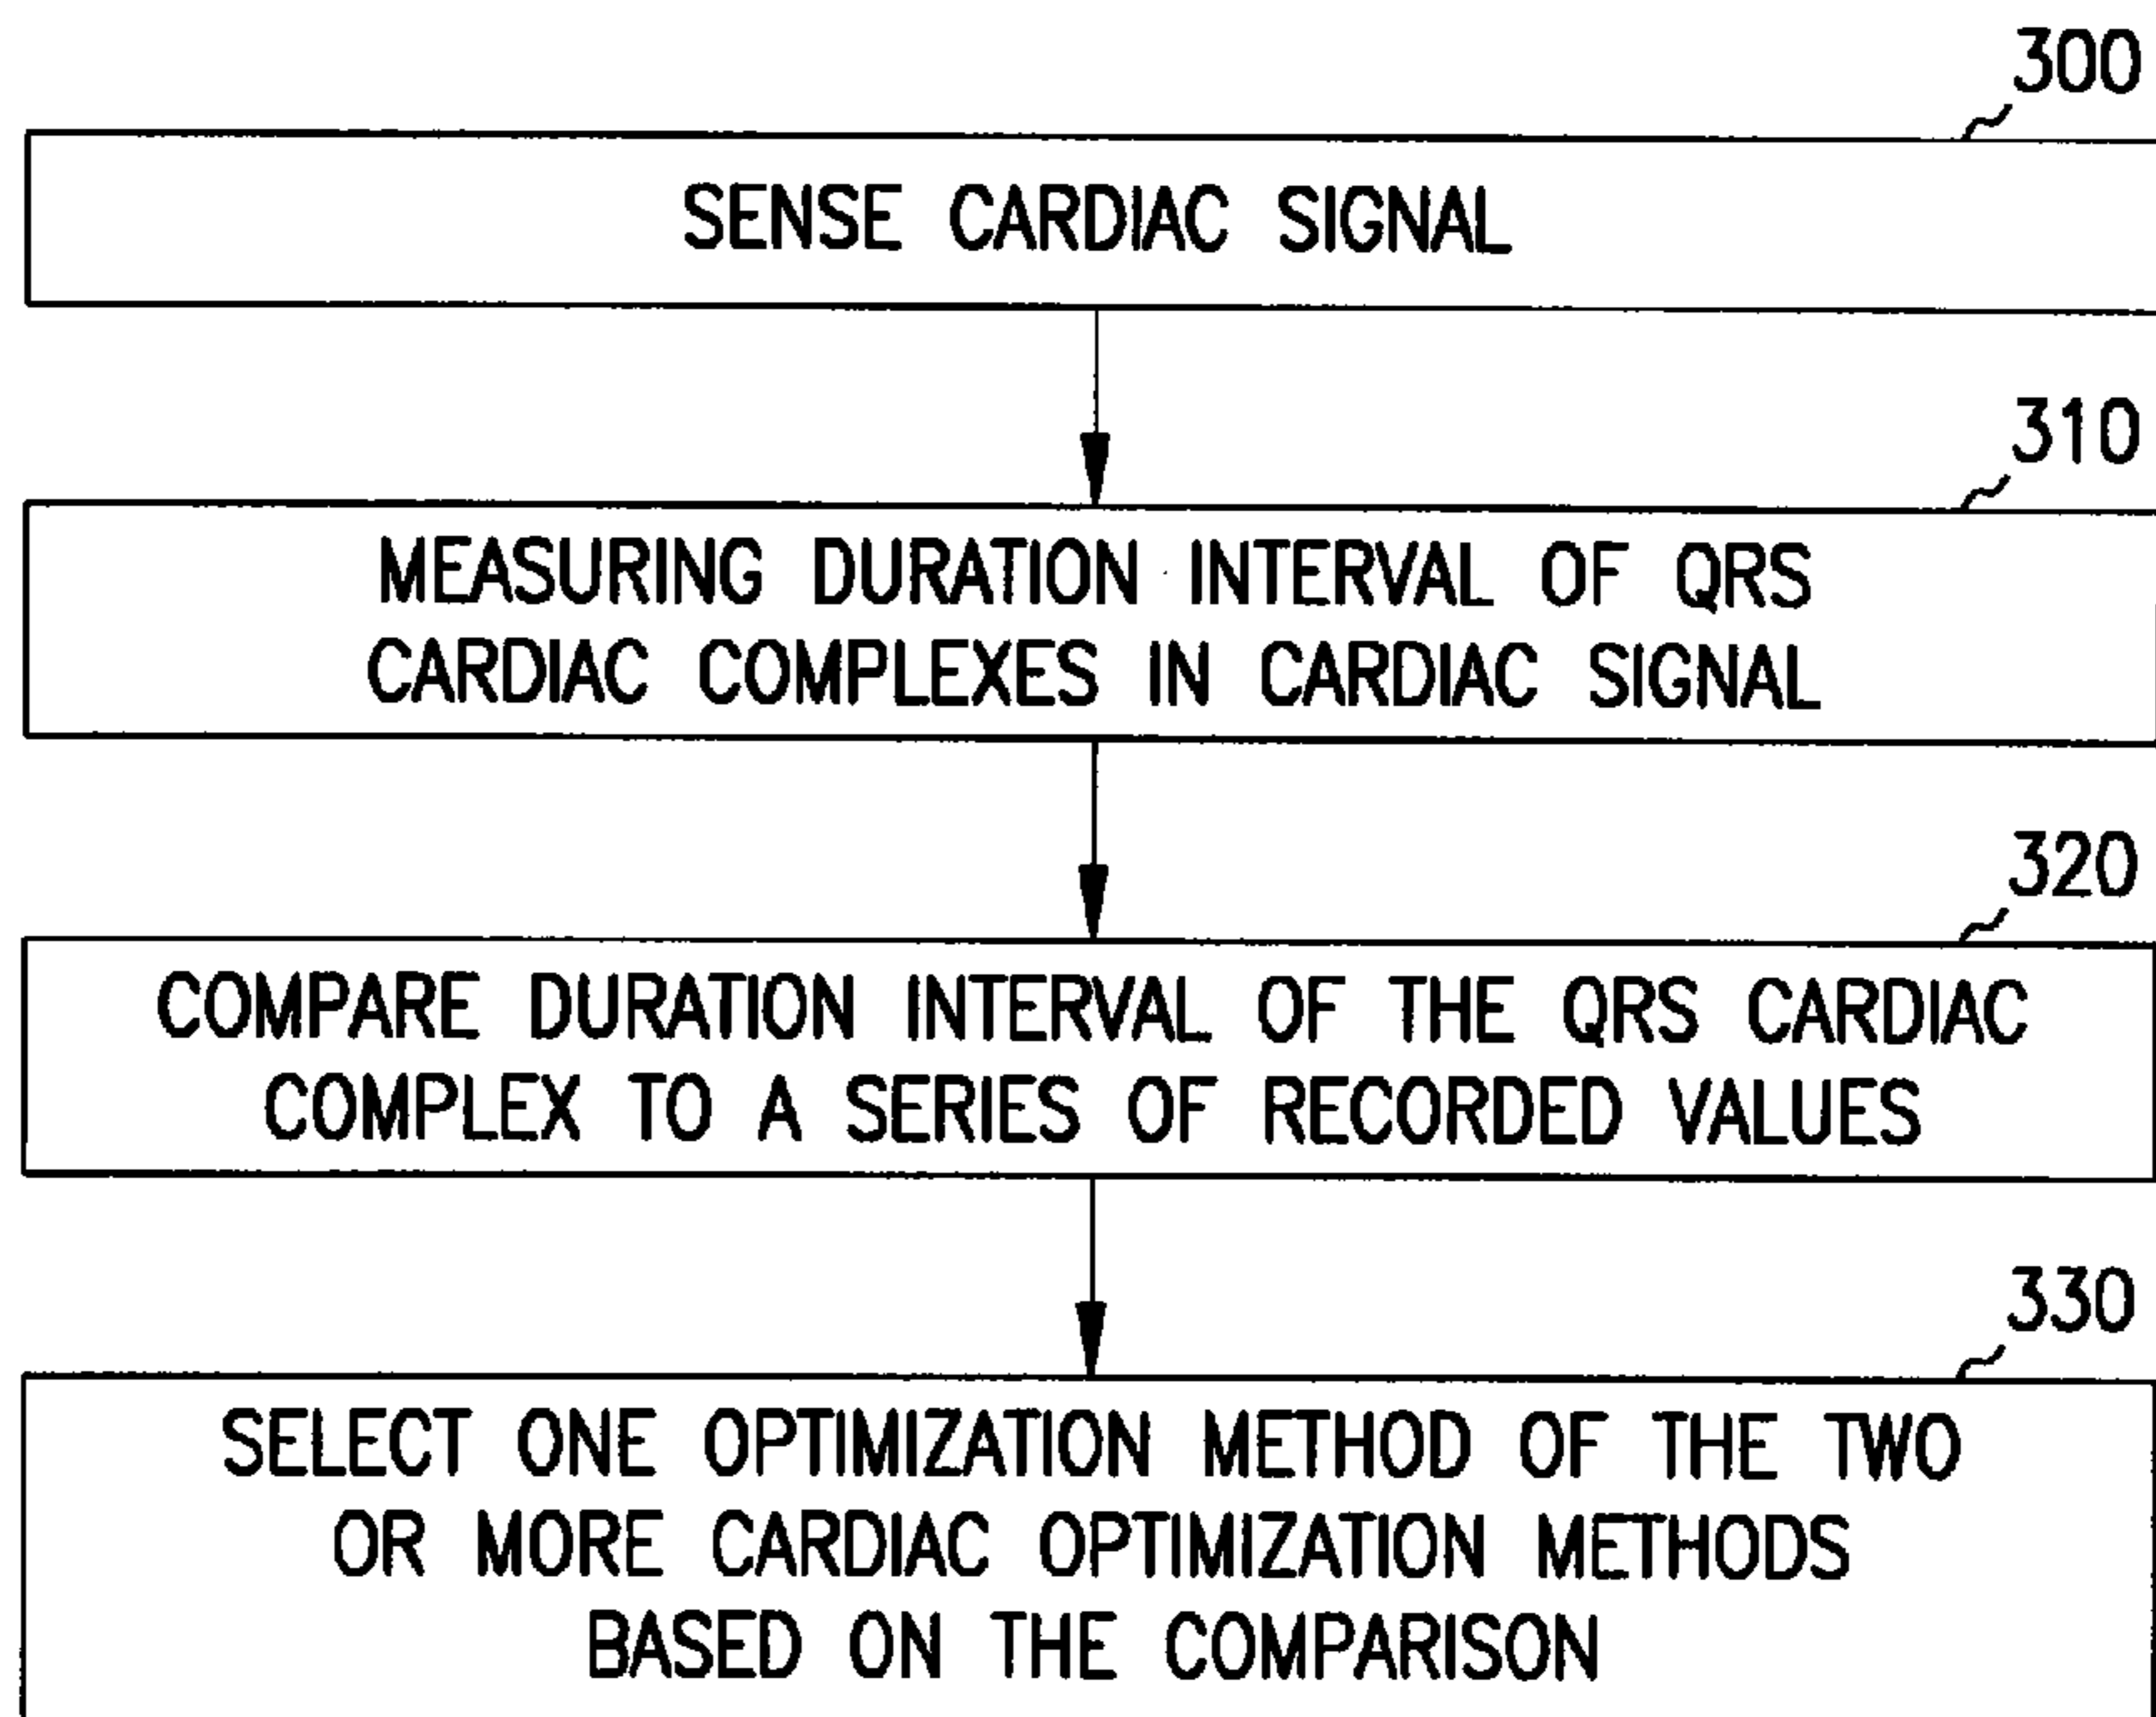 300
SENSE CARDIAC SIGNAL
310
MEASURING DURATION INTERVAL OF QRS
CARDIAC COMPLEXES IN CARDIAC SIGNAL
320
COMPARE DURATION INTERVAL OF THE QRS CARDIAC
COMPLEX TO A SERIES OF RECORDED VALUES
330
SELECT ONE OPTIMIZATION METHOD OF THE TWO
OR MORE CARDIAC OPTIMIZATION METHODS
BASED ON THE COMPARISON